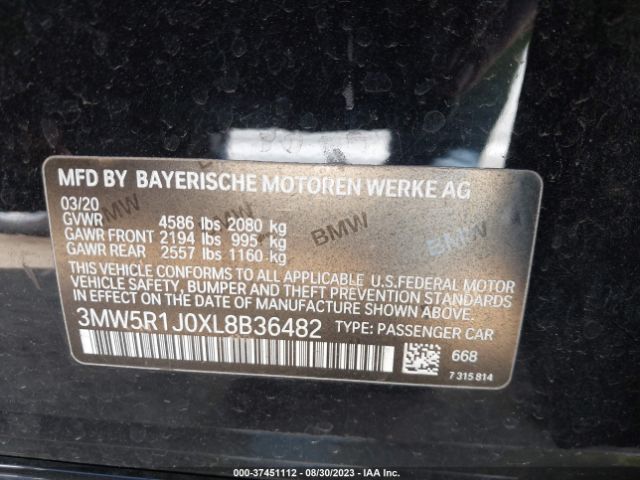 MFD BY BAYERISCHE MOTOREN WERKE AG
03/20
GVWR 4586 lbs 2080 kg
GAWR FRONT 2194 lbs 995 kg
GAWR REAR 2557 lbs 1160 kg
BMW BMW BMW
THIS VEHICLE CONFORMS TO ALL APPLICABLE U.S.FEDERAL MOTOR
VEHICLE SAFETY, BUMPER AND THEFT PREVENTION STANDARDS
IN EFFECT ON THE DATE OF MANUFACTURE SHOWN ABOVE.
3MW5R1J0XL8B36482 TYPE: PASSENGER CAR
668
7 315 814
000-37451112 - 08/30/2023 - IAA Inc.